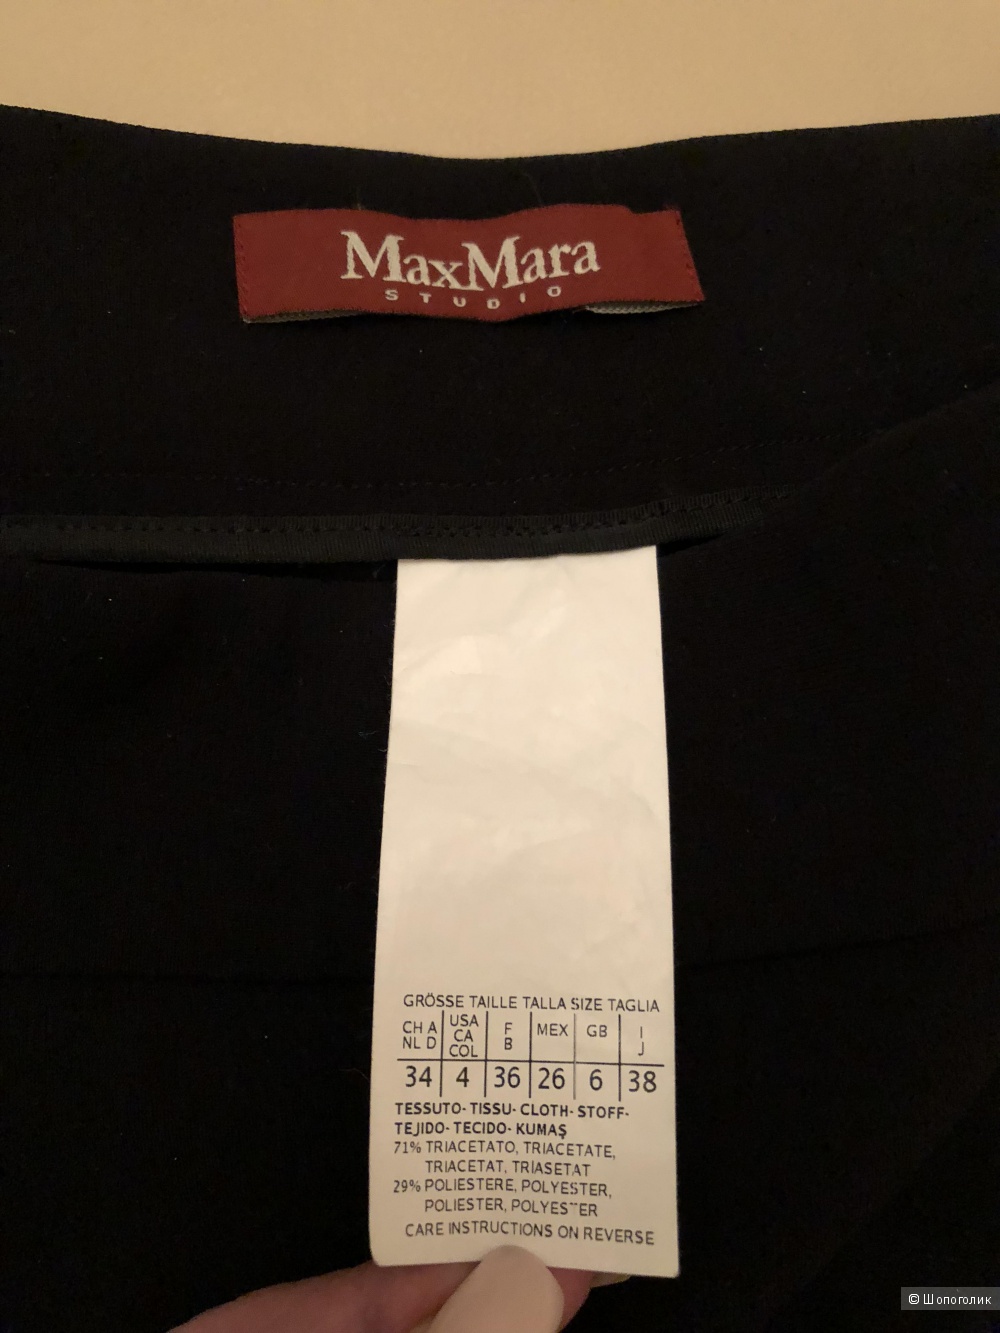 MaxMara
STUDIO
GRÖSSE TAILLE TALLA SIZE TAGLIA
CH A NL D USA CA COL F B MEX GB I J
34 4 36 26 6 38
TESSUTO- TISSU- CLOTH- STOFF-
TEJIDO- TECIDO- KUMAŞ
71% TRIACETATO, TRIACETATE,
TRIACETAT, TRIASETAT
29% POLIESTERE, POLYESTER,
POLIESTER, POLYESTER
CARE INSTRUCTIONS ON REVERSE
© Шопоголик